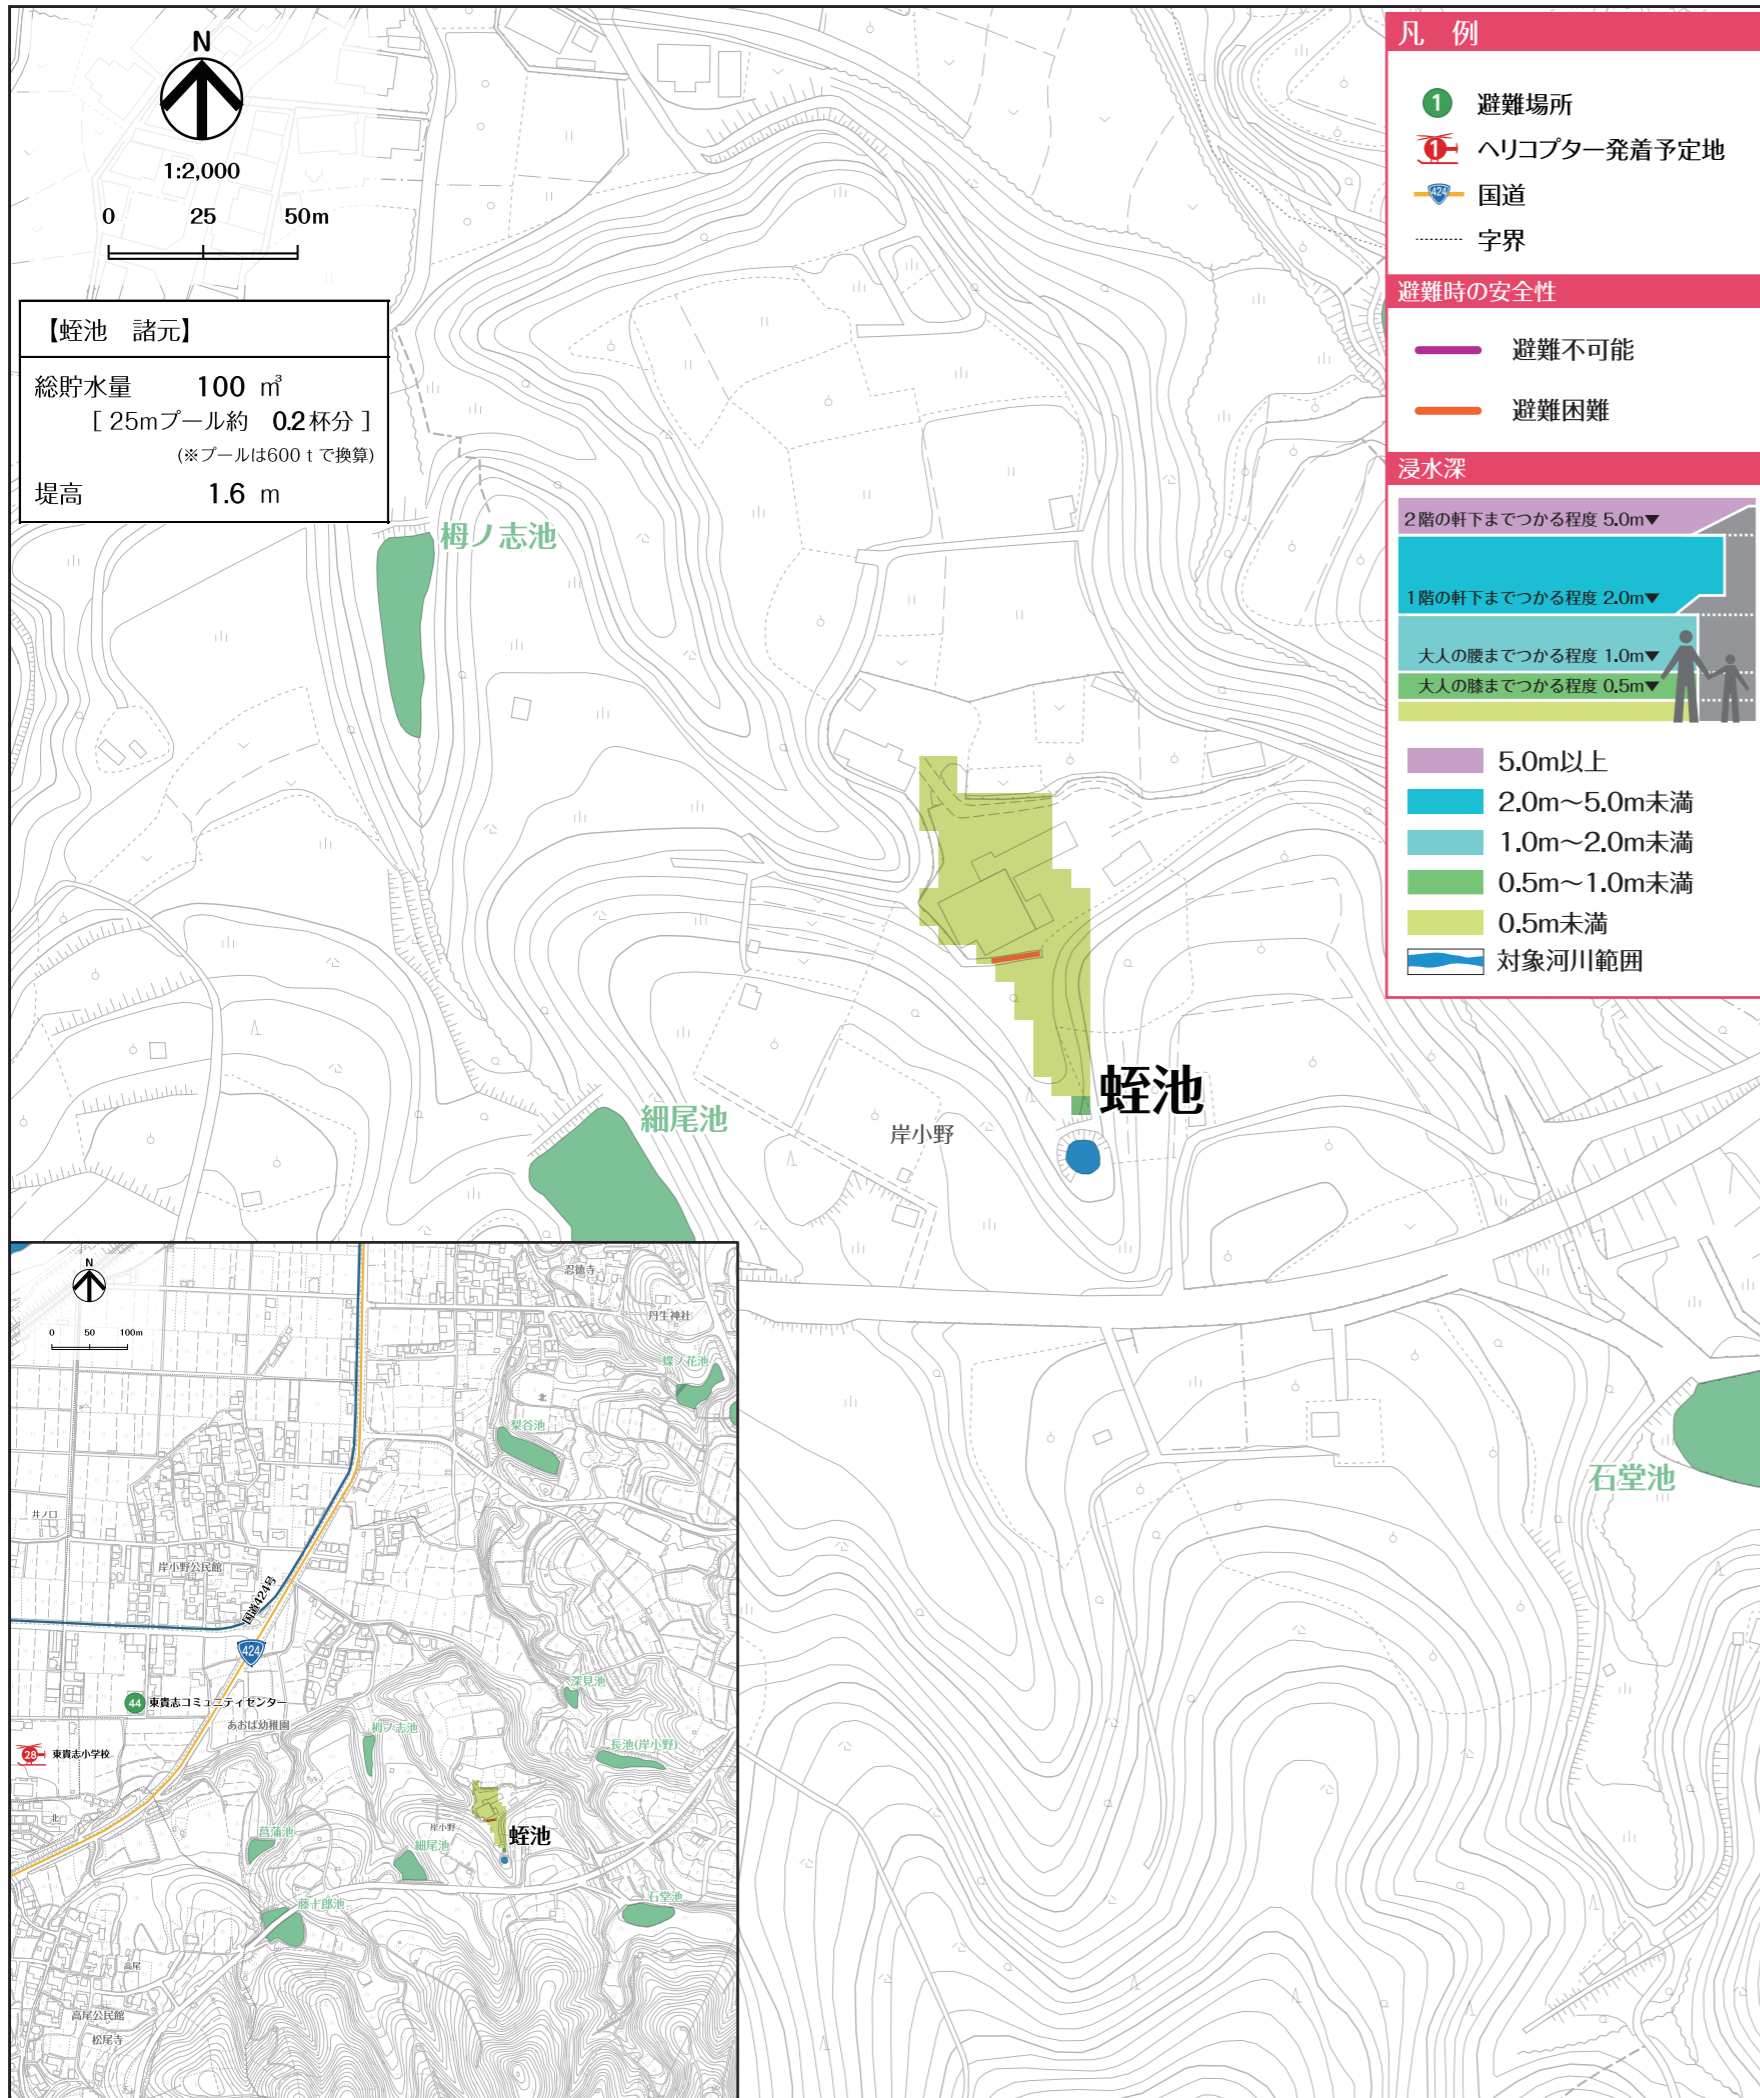 N
1:2,000
0 25 50m
【蛭池 諸元】
総貯水量 100 ㎥
[ 25mプール約 0.2杯分 ]
(※プールは600ｔで換算)
堤高 1.6 m
凡 例
1 避難場所
1 ヘリコプター発着予定地
424 国道
字界
避難時の安全性
避難不可能
避難困難
浸水深
2階の軒下までつかる程度 5.0m▼
1階の軒下までつかる程度 2.0m▼
大人の腰までつかる程度 1.0m▼
大人の膝までつかる程度 0.5m▼
5.0m以上
2.0m～5.0m未満
1.0m～2.0m未満
0.5m～1.0m未満
0.5m未満
対象河川範囲
栂ノ志池
細尾池
蛭池
岸小野
石堂池
N
0 50 100m
忍徳寺
丹生神社
蝶ノ花池
北
梨谷池
井ノ口
岸小野公民館
国道424号
424
44 東貴志コミュニティセンター
あおば幼稚園
深見池
栂ノ志池
28 東貴志小学校
長池(岸小野)
北
岸小野
蛭池
菖蒲池
細尾池
藤十郎池
石堂池
高尾
高尾公民館
松尾寺